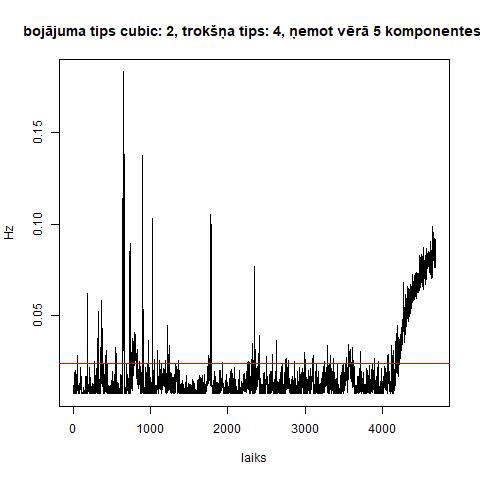 bojājuma tips cubic: 2, trokšņa tips: 4, ņemot vērā 5 komponentes
0.15
0.10
0.05
Hz
0 1000 2000 3000 4000
laiks